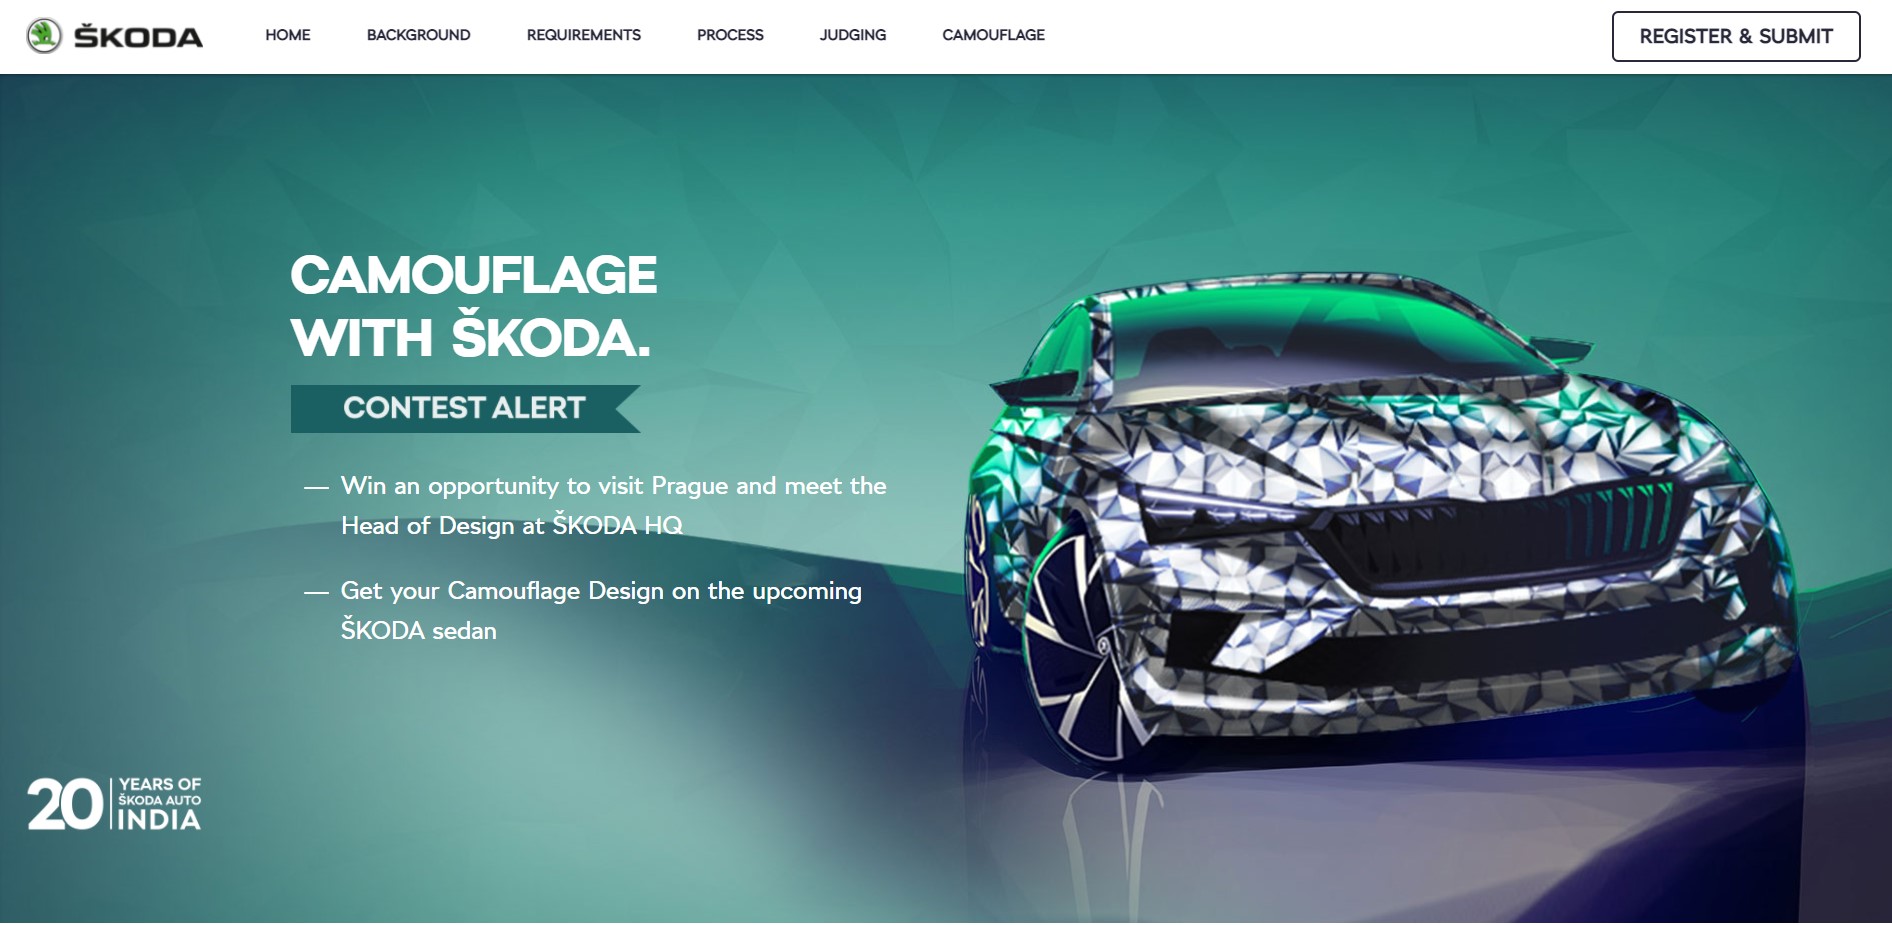 ŠKODA
HOME
BACKGROUND
REQUIREMENTS
PROCESS
JUDGING
CAMOUFLAGE
REGISTER & SUBMIT
CAMOUFLAGE
WITH ŠKODA.
CONTEST ALERT
— Win an opportunity to visit Prague and meet the
Head of Design at ŠKODA HQ
— Get your Camouflage Design on the upcoming
ŠKODA sedan
20
YEARS OF
ŠKODA AUTO
INDIA